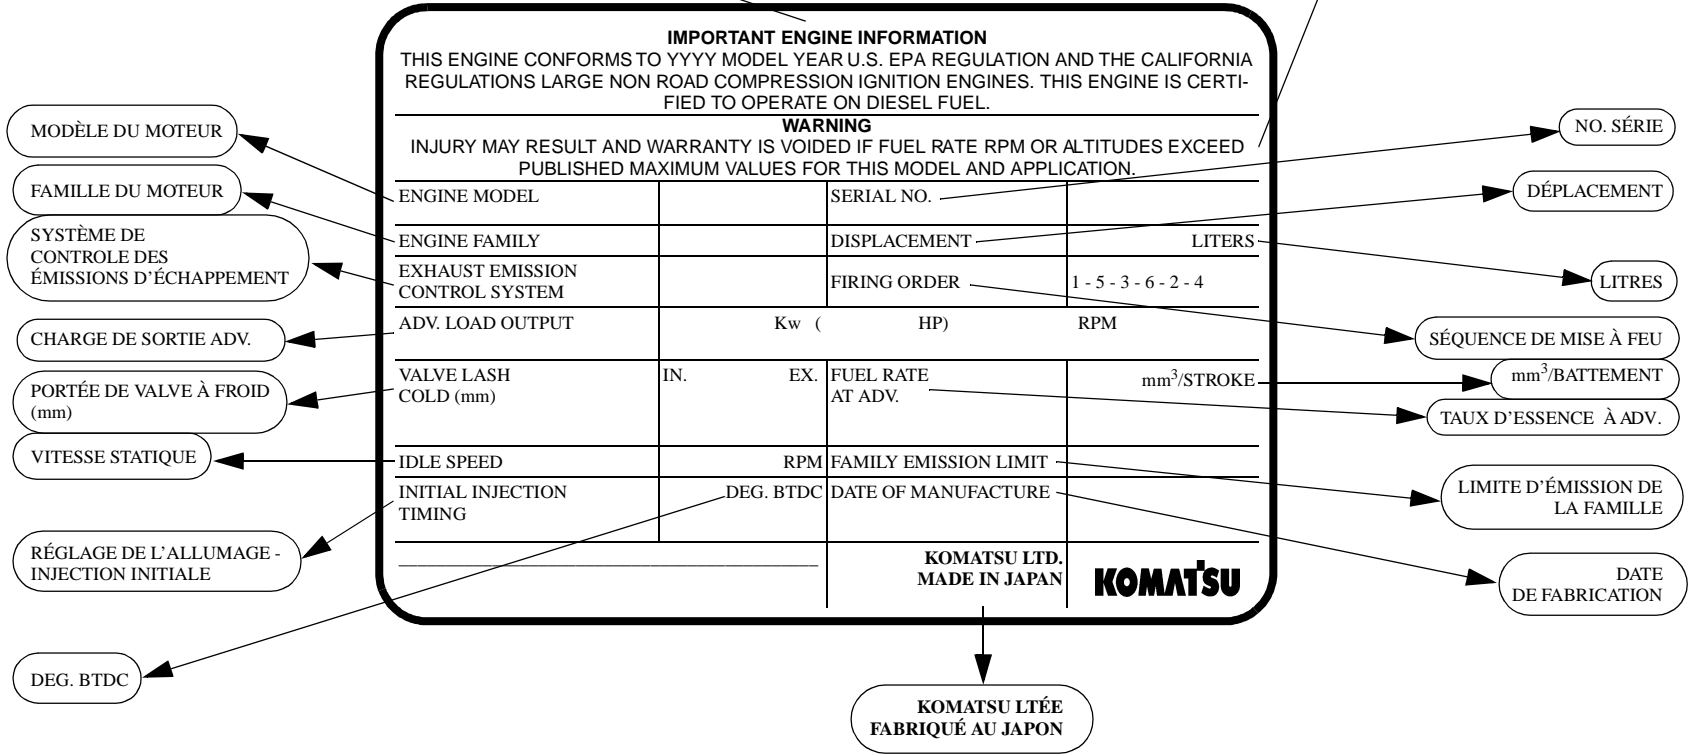 IMPORTANT ENGINE INFORMATION
THIS ENGINE CONFORMS TO YYYY MODEL YEAR U.S. EPA REGULATION AND THE CALIFORNIA
REGULATIONS LARGE NON ROAD COMPRESSION IGNITION ENGINES. THIS ENGINE IS CERTI-
FIED TO OPERATE ON DIESEL FUEL.
WARNING
INJURY MAY RESULT AND WARRANTY IS VOIDED IF FUEL RATE RPM OR ALTITUDES EXCEED
PUBLISHED MAXIMUM VALUES FOR THIS MODEL AND APPLICATION.
ENGINE MODEL
SERIAL NO.
ENGINE FAMILY
DISPLACEMENT
LITERS
EXHAUST EMISSION
CONTROL SYSTEM
FIRING ORDER
1 - 5 - 3 - 6 - 2 - 4
ADV. LOAD OUTPUT
Kw ( HP) RPM
VALVE LASH
COLD (mm)
IN. EX.
FUEL RATE
AT ADV.
mm³/STROKE
IDLE SPEED
RPM
FAMILY EMISSION LIMIT
INITIAL INJECTION
TIMING
DEG. BTDC
DATE OF MANUFACTURE
KOMATSU LTD.
MADE IN JAPAN
KOMATSU
MODÈLE DU MOTEUR
FAMILLE DU MOTEUR
SYSTÈME DE
CONTROLE DES
ÉMISSIONS D'ÉCHAPPEMENT
CHARGE DE SORTIE ADV.
PORTÉE DE VALVE À FROID
(mm)
VITESSE STATIQUE
RÉGLAGE DE L'ALLUMAGE -
INJECTION INITIALE
DEG. BTDC
NO. SÉRIE
DÉPLACEMENT
LITRES
SÉQUENCE DE MISE À FEU
mm³/BATTEMENT
TAUX D'ESSENCE À ADV.
LIMITE D'ÉMISSION DE
LA FAMILLE
DATE
DE FABRICATION
KOMATSU LTÉE
FABRIQUÉ AU JAPON